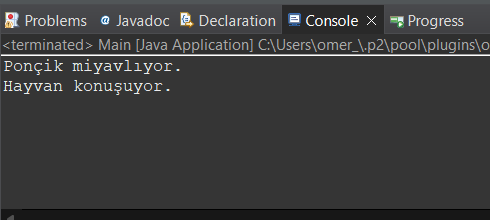 Problems Javadoc Declaration Console Progress
<terminated> Main [Java Application] C:\Users\omer_\.p2\pool\plugins\o
Ponçik miyavlıyor.
Hayvan konuşuyor.